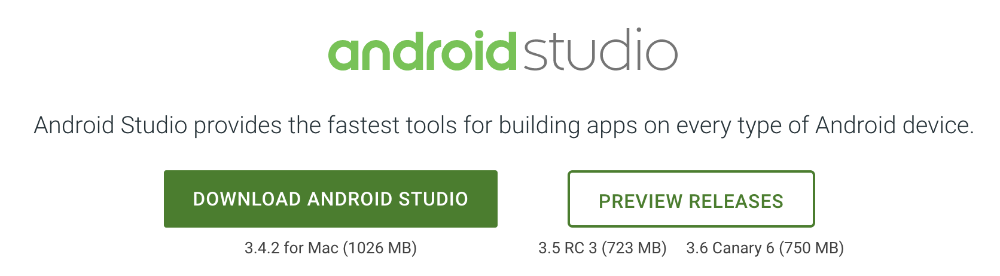 android studio
Android Studio provides the fastest tools for building apps on every type of Android device.
DOWNLOAD ANDROID STUDIO
PREVIEW RELEASES
3.4.2 for Mac (1026 MB)
3.5 RC 3 (723 MB) 3.6 Canary 6 (750 MB)